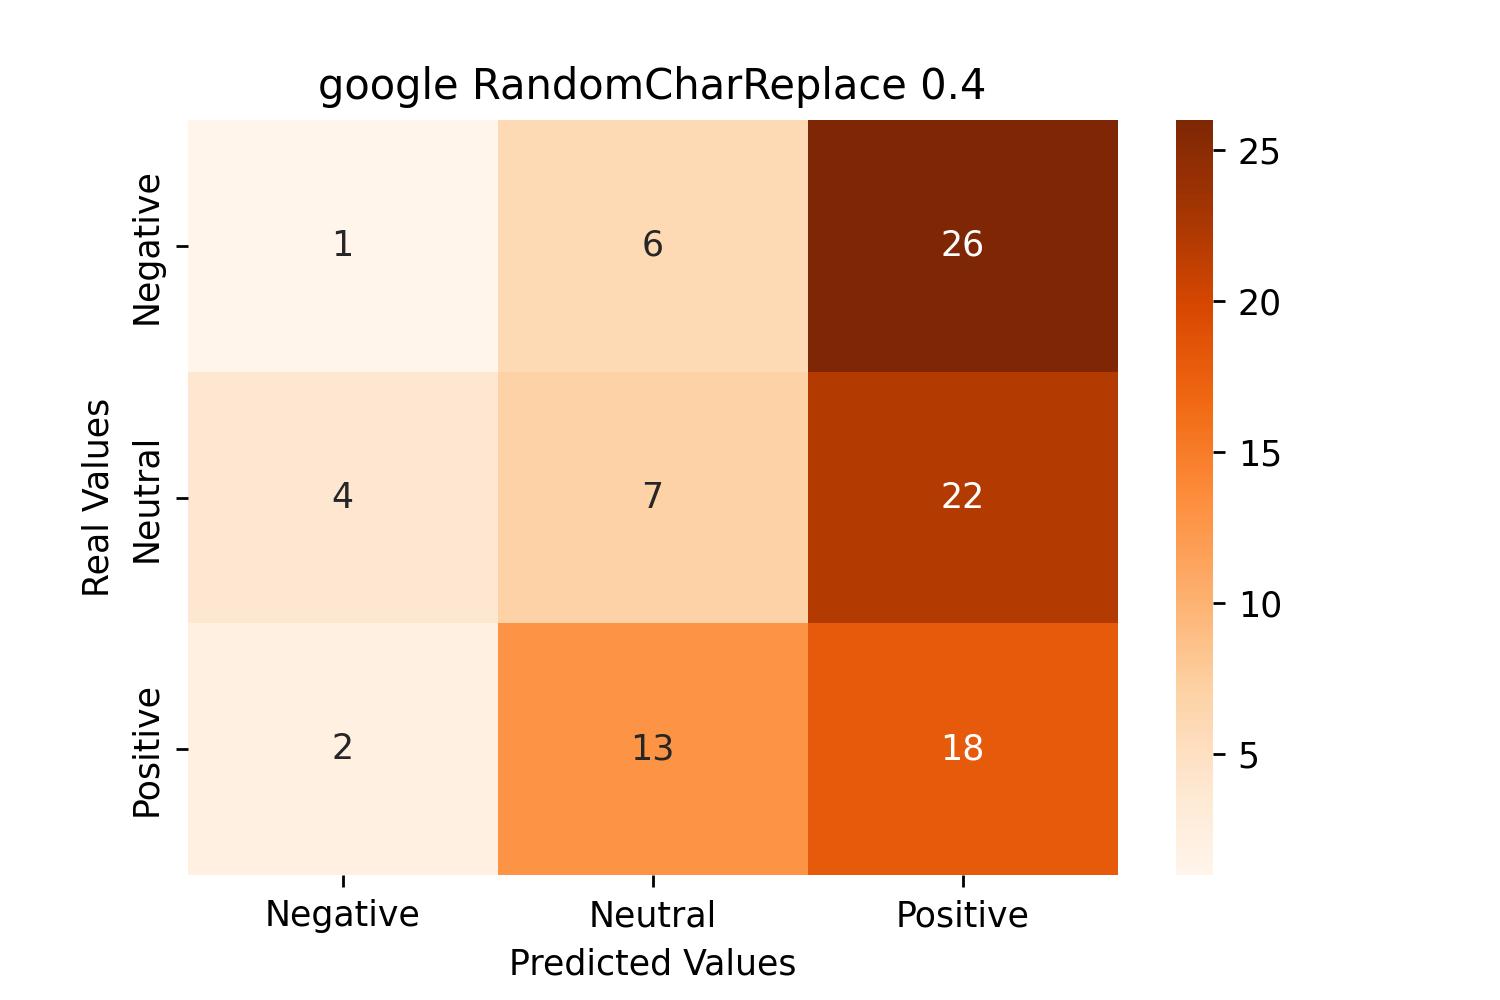 google RandomCharReplace 0.4
Real Values
Negative
1 6 26
Neutral
4 7 22
Positive
2 13 18
Negative Neutral Positive
Predicted Values
25
20
15
10
5